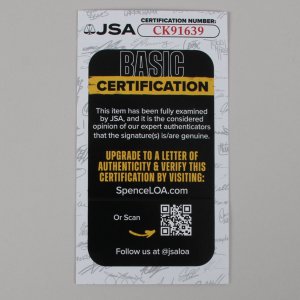 JSA
CERTIFICATION NUMBER:
CK91639
BASIC
CERTIFICATION
This item has been fully examined
by JSA, and it is the considered
opinion of our expert authenticators
that the signature(s) is/are genuine.
UPGRADE TO A LETTER OF
AUTHENTICITY & VERIFY THIS
CERTIFICATION BY VISITING:
SpenceLOA.com
Or Scan
Follow us at @jsaloa